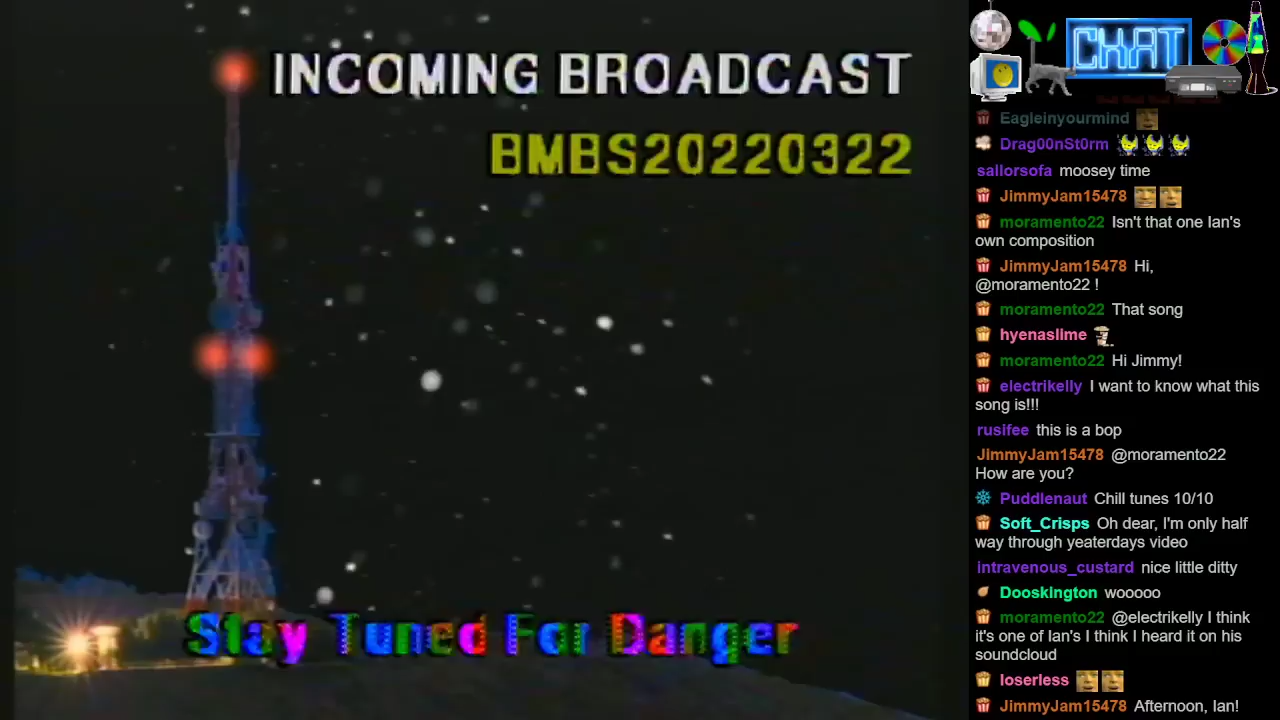 INCOMING BROADCAST
BMBS20220322
Stay Tuned For Danger
CHAT
Eagleinyourmind
Drag00nSt0rm
sailorsofa moosey time
JimmyJam15478
moramento22 Isn't that one Ian's
own composition
JimmyJam15478 Hi,
@moramento22 !
moramento22 That song
hyenaslime
moramento22 Hi Jimmy!
electrikelly I want to know what this
song is!!!
rusifee this is a bop
JimmyJam15478 @moramento22
How are you?
Puddlenaut Chill tunes 10/10
Soft_Crisps Oh dear, I'm only half
way through yeaterdays video
intravenous_custard nice little ditty
Dooskington wooooo
moramento22 @electrikelly I think
it's one of Ian's I think I heard it on his
soundcloud
loserless
JimmyJam15478 Afternoon, Ian!